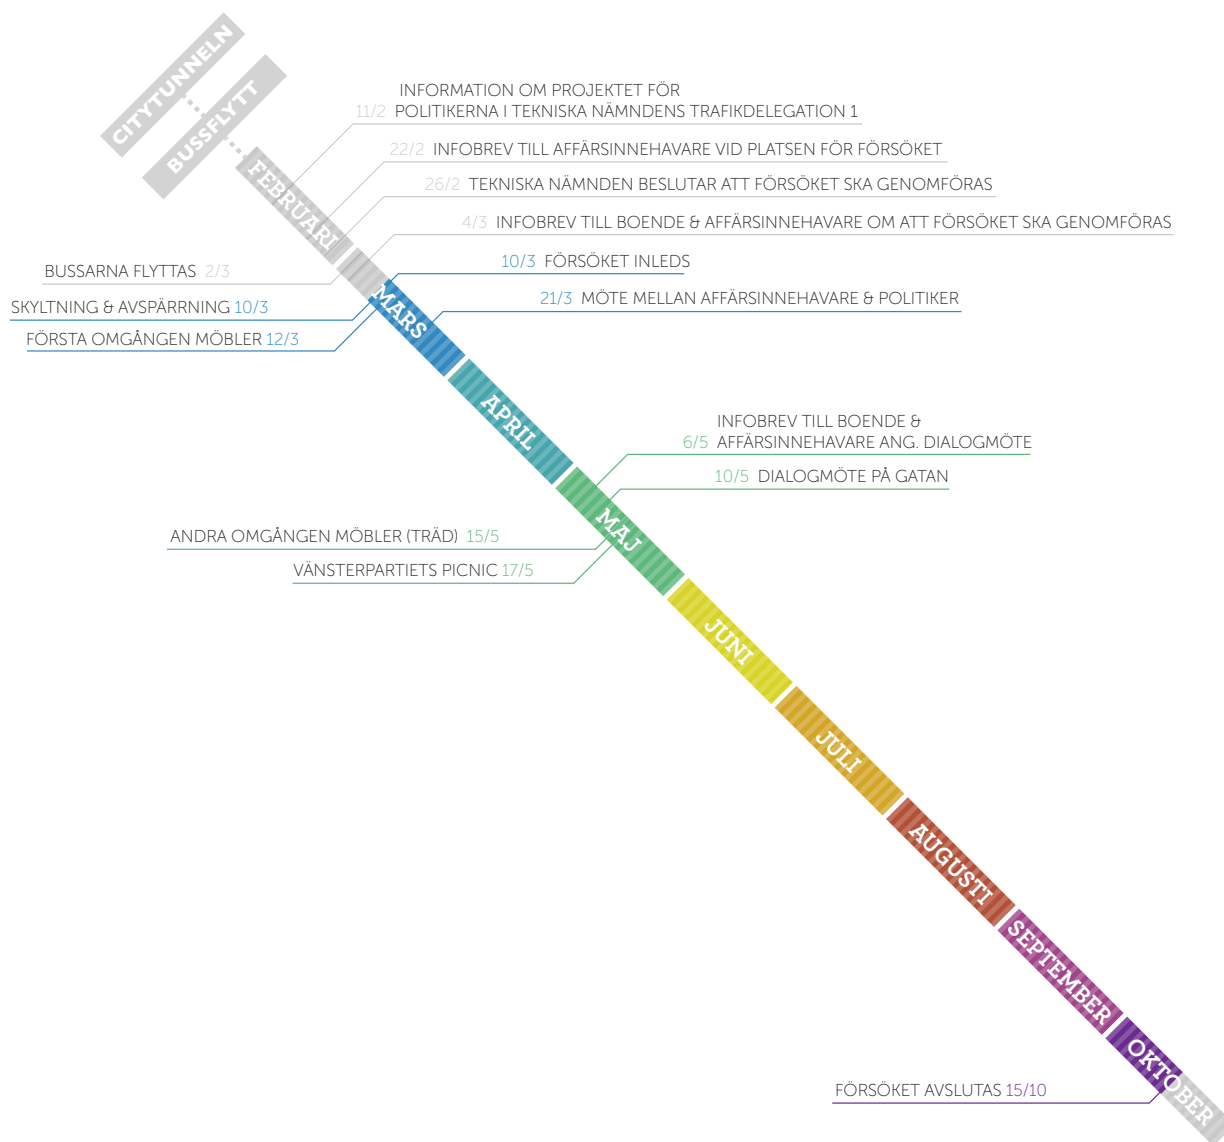 CITYTUNNELN
BUSSFLYTT
FEBRUARI
INFORMATION OM PROJEKTET FÖR
11/2 POLITIKERNA I TEKNISKA NÄMNDENS TRAFIKDELEGATION 1
22/2 INFOBREV TILL AFFÄRSINNEHAVARE VID PLATSEN FÖR FÖRSÖKET
26/2 TEKNISKA NÄMNDEN BESLUTAR ATT FÖRSÖKET SKA GENOMFÖRAS
4/3 INFOBREV TILL BOENDE & AFFÄRSINNEHAVARE OM ATT FÖRSÖKET SKA GENOMFÖRAS
BUSSARNA FLYTTAS 2/3
10/3 FÖRSÖKET INLEDS
SKYLTNING & AVSPÄRRNING 10/3
MARS
21/3 MÖTE MELLAN AFFÄRSINNEHAVARE & POLITIKER
FÖRSTA OMGÅNGEN MÖBLER 12/3
APRIL
INFOBREV TILL BOENDE &
6/5 AFFÄRSINNEHAVARE ANG. DIALOGMÖTE
10/5 DIALOGMÖTE PÅ GATAN
MAJ
ANDRA OMGÅNGEN MÖBLER (TRÄD) 15/5
VÄNSTERPARTIETS PICNIC 17/5
JUNI
JULI
AUGUSTI
SEPTEMBER
OKTOBER
FÖRSÖKET AVSLUTAS 15/10